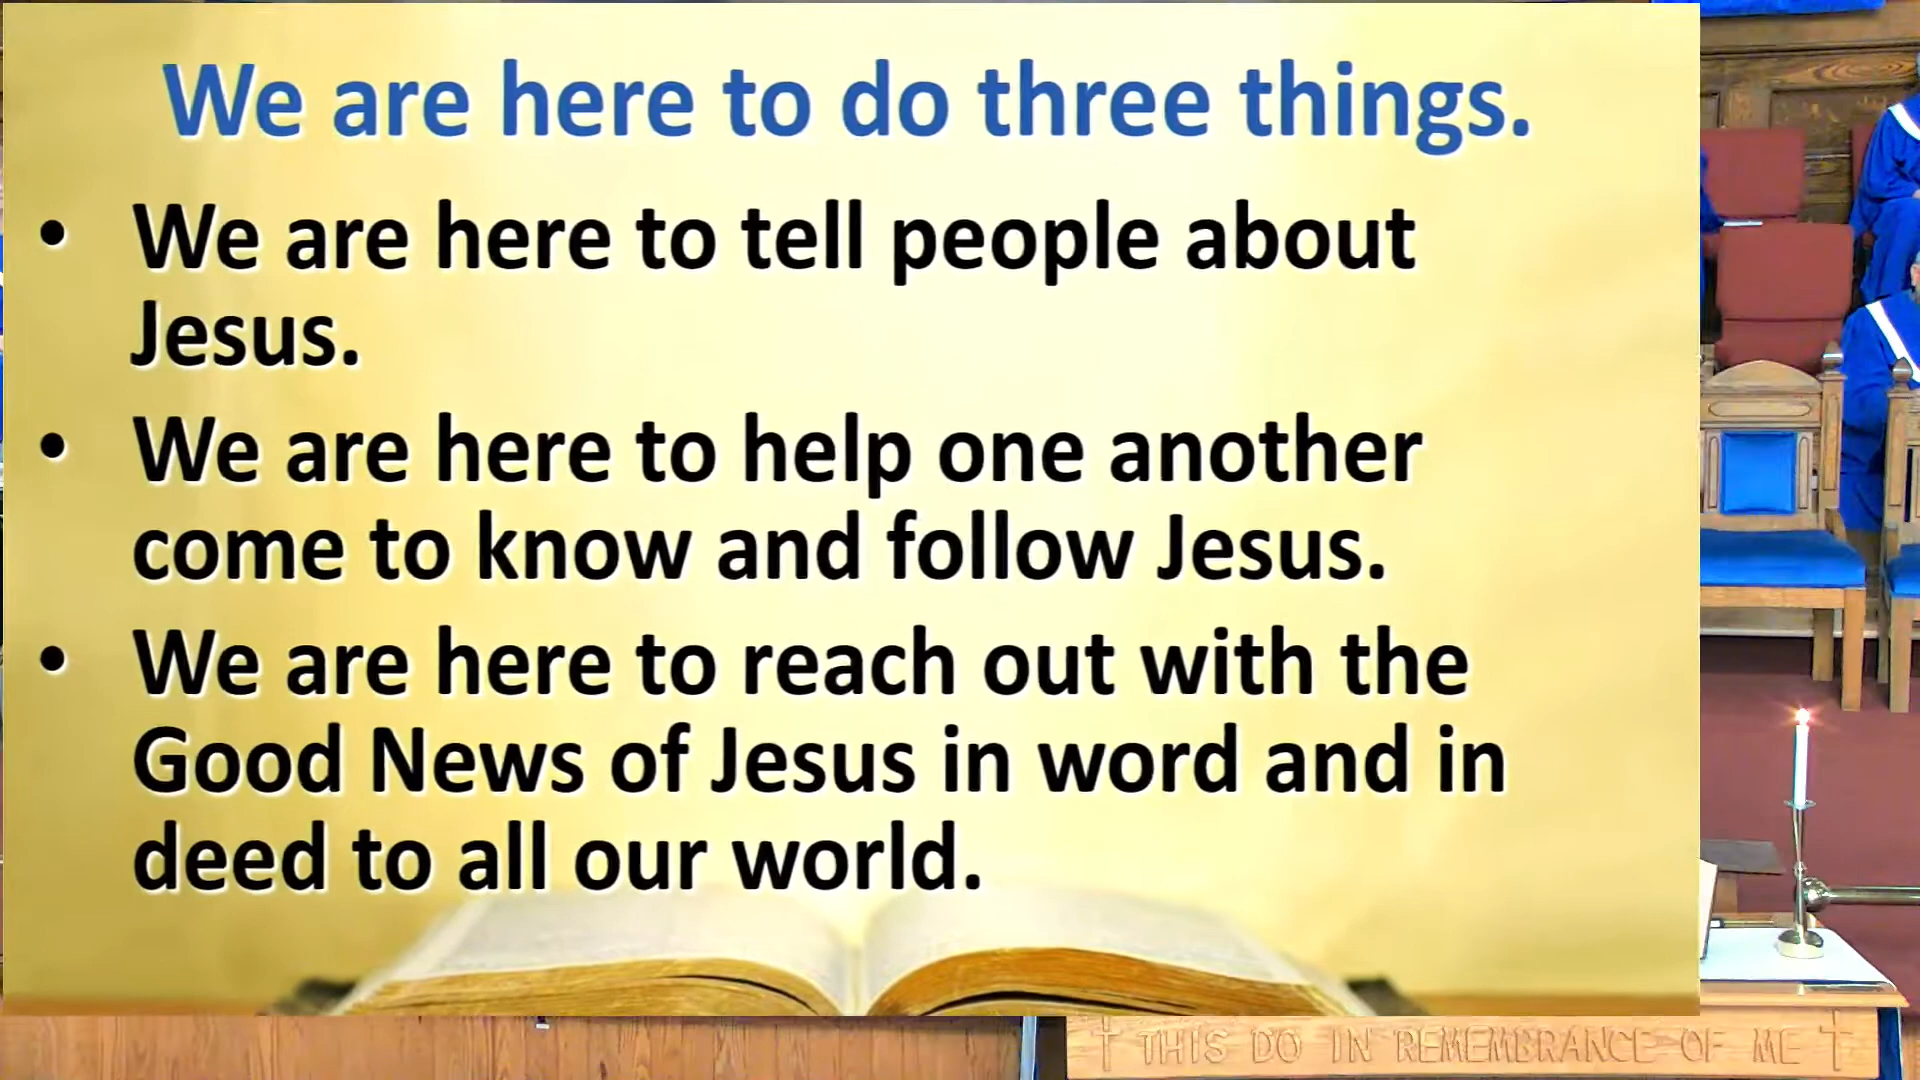 We are here to do three things.
• We are here to tell people about
Jesus.
• We are here to help one another
come to know and follow Jesus.
• We are here to reach out with the
Good News of Jesus in word and in
deed to all our world.
THIS DO IN REMEMBRANCE OF ME